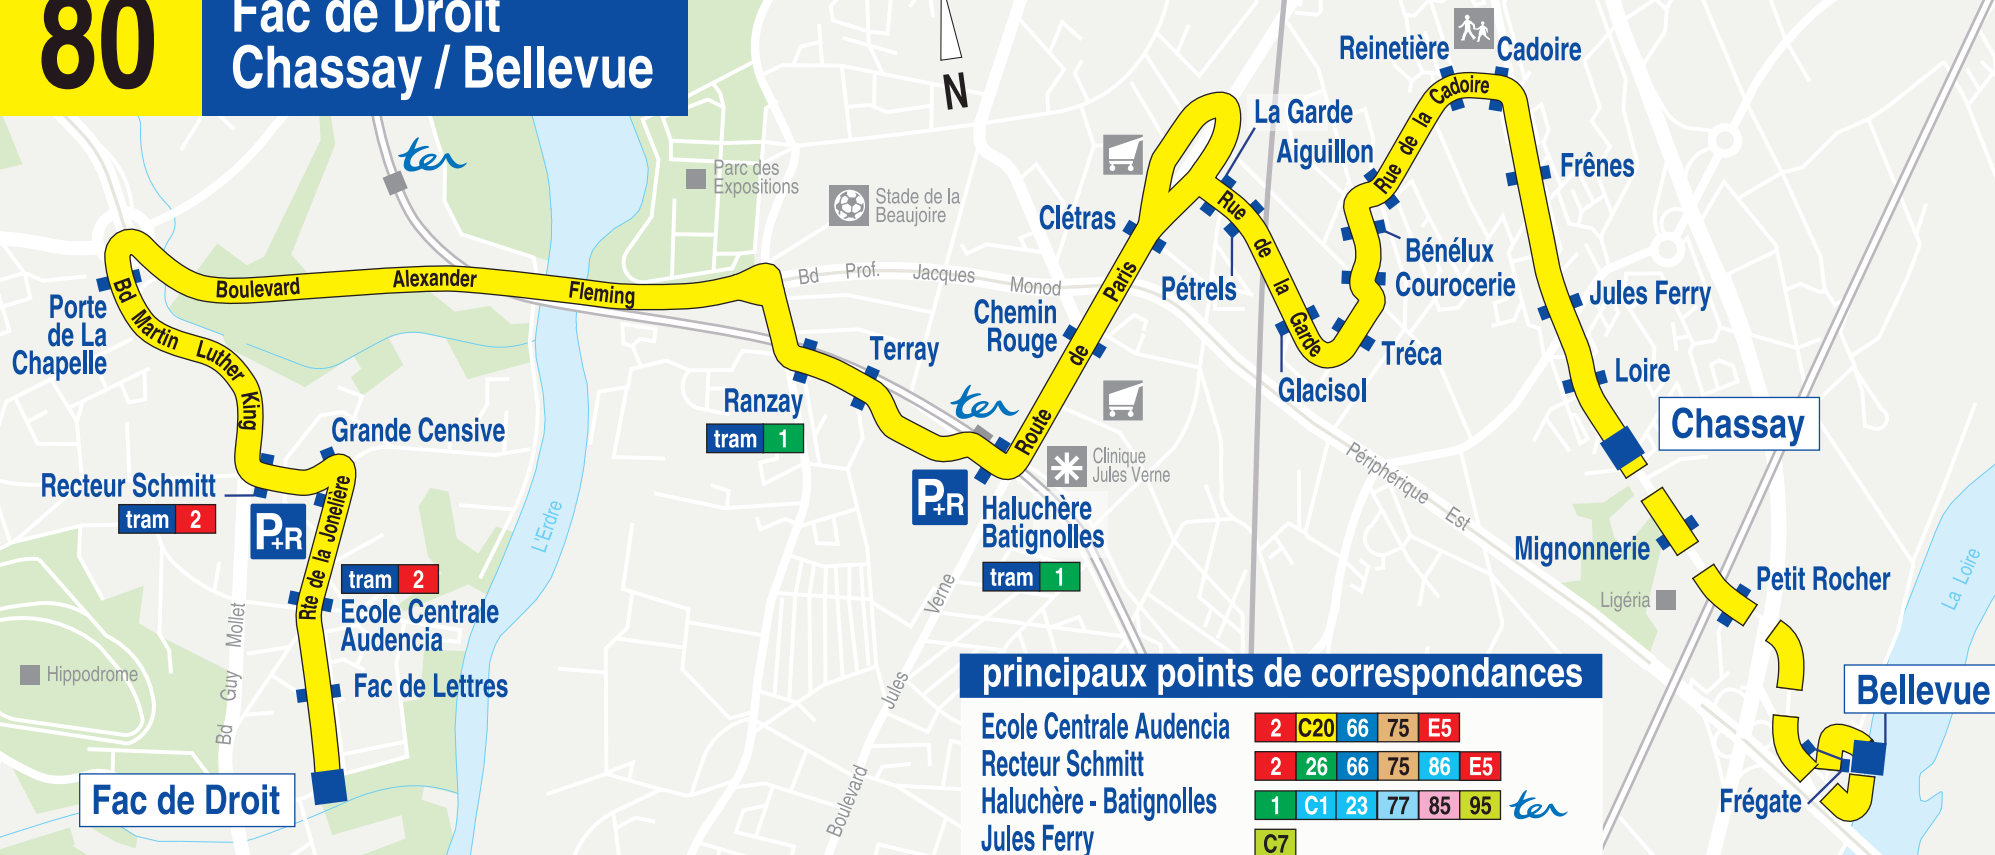 80
Fac de Droit
Chassay / Bellevue
N
ter
Parc des
Expositions
Stade de la
Beaujoire
Reinetière
Cadoire
La Garde
Aiguillon
Rue de la Cadoire
Frênes
Clétras
Rue de la Garde
Bénélux
Courocerie
Pétrels
Jules Ferry
Porte
de La
Chapelle
Bd Martin Luther King
Boulevard Alexander Fleming
Bd Prof. Jacques Monod
Chemin
Rouge
Route de Paris
Terray
Tréca
Glacisol
Loire
Ranzay
tram 1
ter
Chassay
Grande Censive
Recteur Schmitt
tram 2
P+R
Rte de la Jonelière
L'Erdre
P+R
Clinique
Jules Verne
Haluchère
Batignolles
tram 1
Périphérique Est
Mignonnerie
Petit Rocher
Ligéria
La Loire
tram 2
Ecole Centrale
Audencia
Fac de Lettres
Hippodrome
Bd Guy Mollet
Boulevard Jules Verne
Fac de Droit
Bellevue
Frégate
principaux points de correspondances
Ecole Centrale Audencia 2 C20 66 75 E5
Recteur Schmitt 2 26 66 75 86 E5
Haluchère - Batignolles 1 C1 23 77 85 95 ter
Jules Ferry C7